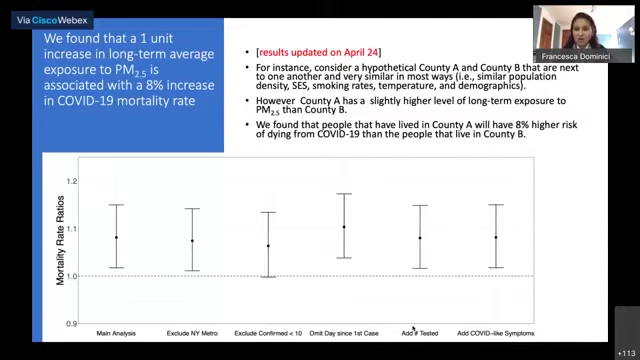 Via CiscoWebex
We found that a 1 unit
increase in long-term average
exposure to PM2.5 is
associated with a 8% increase
in COVID-19 mortality rate
• [results updated on April 24]
• For instance, consider a hypothetical County A and County B that are next
to one another and very similar in most ways (i.e., similar population
density, SES, smoking rates, temperature, and demographics).
• However County A has a slightly higher level of long-term exposure to
PM2.5 than County B.
• We found that people that have lived in County A will have 8% higher risk
of dying from COVID-19 than the people that live in County B.
Francesca Dominici
Mortality Rate Ratios
1.2
1.1
1.0
0.9
Main Analysis
Exclude NY Metro
Exclude Confirmed < 10
Omit Day since 1st Case
Add # Tested
Add COVID-like Symptoms
+113